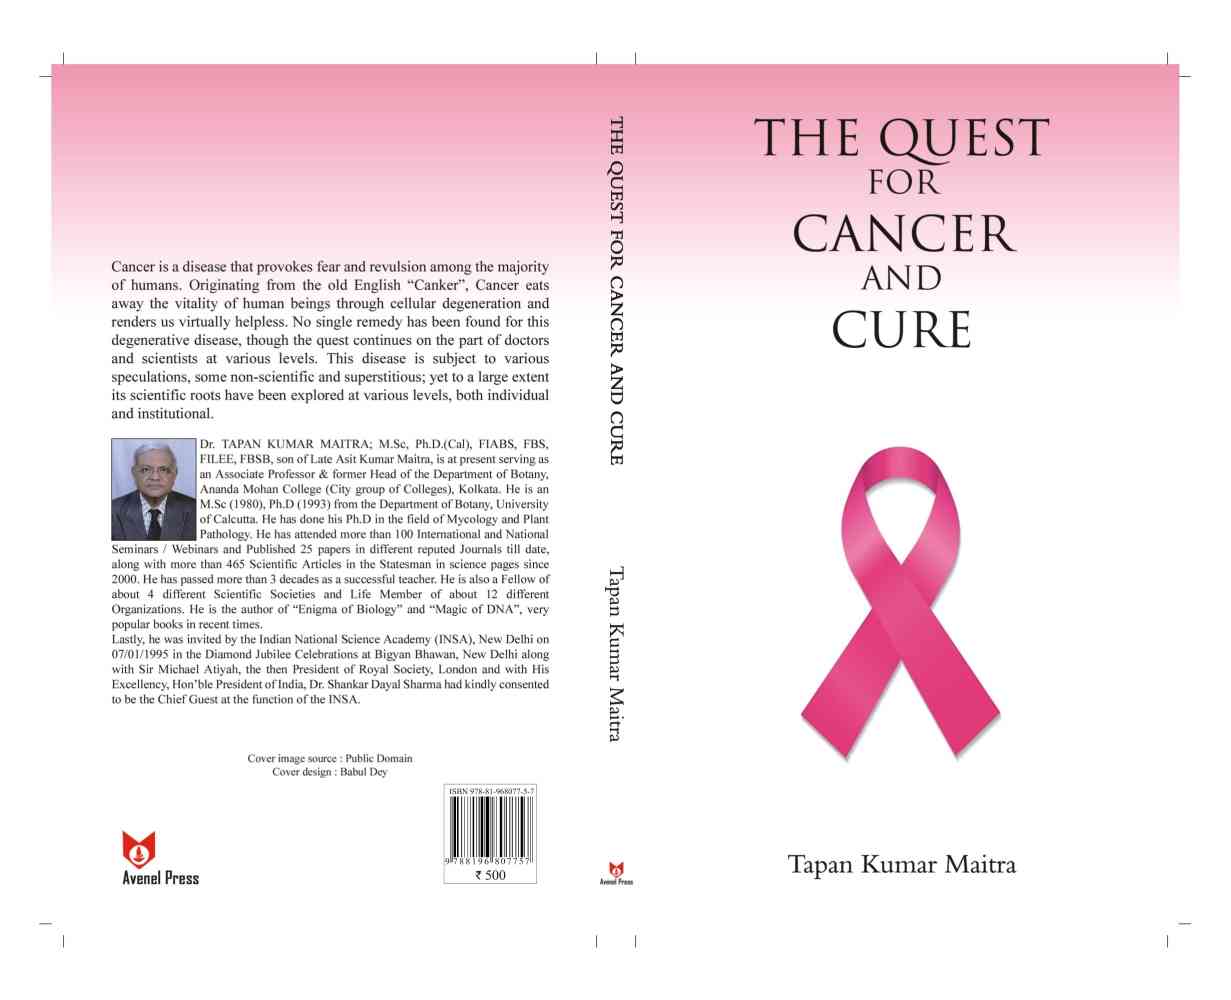 Cancer is a disease that provokes fear and revulsion among the majority
of humans. Originating from the old English “Canker”, Cancer eats
away the vitality of human beings through cellular degeneration and
renders us virtually helpless. No single remedy has been found for this
degenerative disease, though the quest continues on the part of doctors
and scientists at various levels. This disease is subject to various
speculations, some non-scientific and superstitious; yet to a large extent
its scientific roots have been explored at various levels, both individual
and institutional.
Dr. TAPAN KUMAR MAITRA; M.Sc, Ph.D.(Cal), FIABS, FBS,
FILEE, FBSB, son of Late Asit Kumar Maitra, is at present serving as
an Associate Professor & former Head of the Department of Botany,
Ananda Mohan College (City group of Colleges), Kolkata. He is an
M.Sc (1980), Ph.D (1993) from the Department of Botany, University
of Calcutta. He has done his Ph.D in the field of Mycology and Plant
Pathology. He has attended more than 100 International and National
Seminars / Webinars and Published 25 papers in different reputed Journals till date,
along with more than 465 Scientific Articles in the Statesman in science pages since
2000. He has passed more than 3 decades as a successful teacher. He is also a Fellow of
about 4 different Scientific Societies and Life Member of about 12 different
Organizations. He is the author of “Enigma of Biology” and “Magic of DNA”, very
popular books in recent times.
Lastly, he was invited by the Indian National Science Academy (INSA), New Delhi on
07/01/1995 in the Diamond Jubilee Celebrations at Bigyan Bhawan, New Delhi along
with Sir Michael Atiyah, the then President of Royal Society, London and with His
Excellency, Hon’ble President of India, Dr. Shankar Dayal Sharma had kindly consented
to be the Chief Guest at the function of the INSA.
Cover image source : Public Domain
Cover design : Babul Dey
ISBN 978-81-968077-5-7
9 788196 807757
₹ 500
Avenel Press
THE QUEST FOR CANCER AND CURE
Tapan Kumar Maitra
Avenel Press
THE QUEST
FOR
CANCER
AND
CURE
Tapan Kumar Maitra